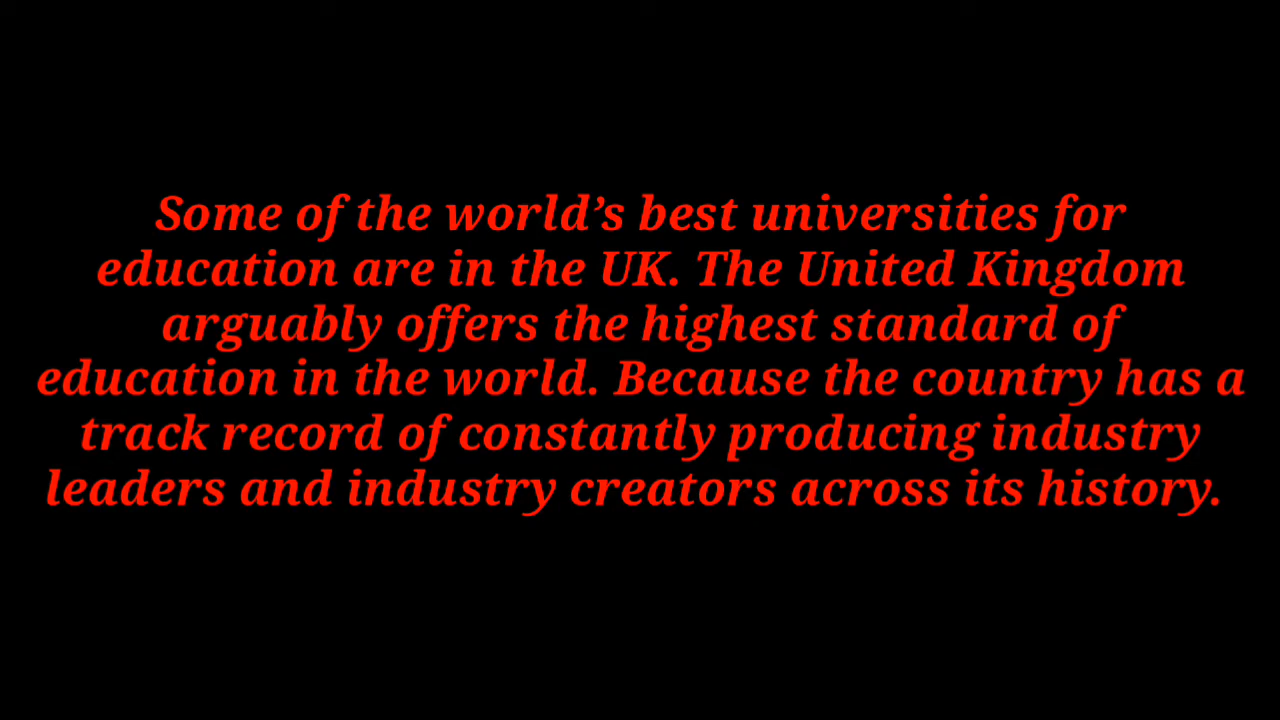 Some of the world’s best universities for
education are in the UK. The United Kingdom
arguably offers the highest standard of
education in the world. Because the country has a
track record of constantly producing industry
leaders and industry creators across its history.